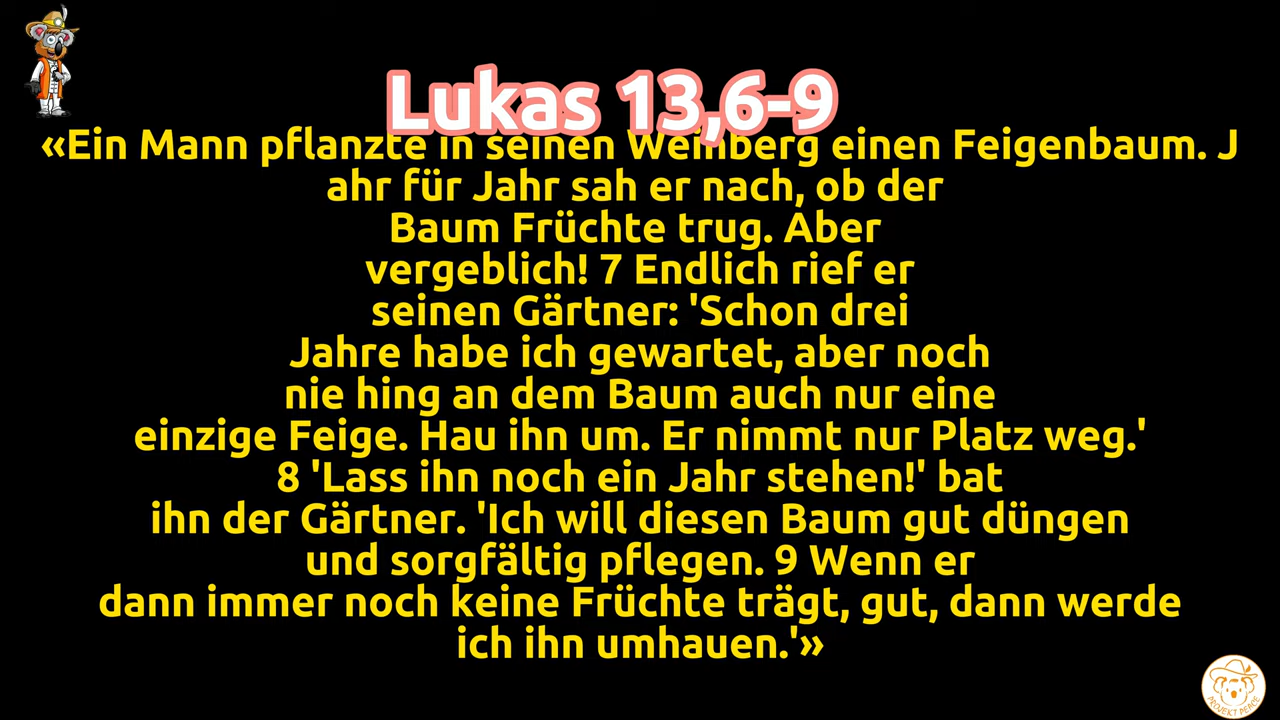 Lukas 13,6-9
«Ein Mann pflanzte in seinen Weinberg einen Feigenbaum. J
ahr für Jahr sah er nach, ob der
Baum Früchte trug. Aber
vergeblich! 7 Endlich rief er
seinen Gärtner: 'Schon drei
Jahre habe ich gewartet, aber noch
nie hing an dem Baum auch nur eine
einzige Feige. Hau ihn um. Er nimmt nur Platz weg.'
8 'Lass ihn noch ein Jahr stehen!' bat
ihn der Gärtner. 'Ich will diesen Baum gut düngen
und sorgfältig pflegen. 9 Wenn er
dann immer noch keine Früchte trägt, gut, dann werde
ich ihn umhauen.'»
PROJEKT PEACE